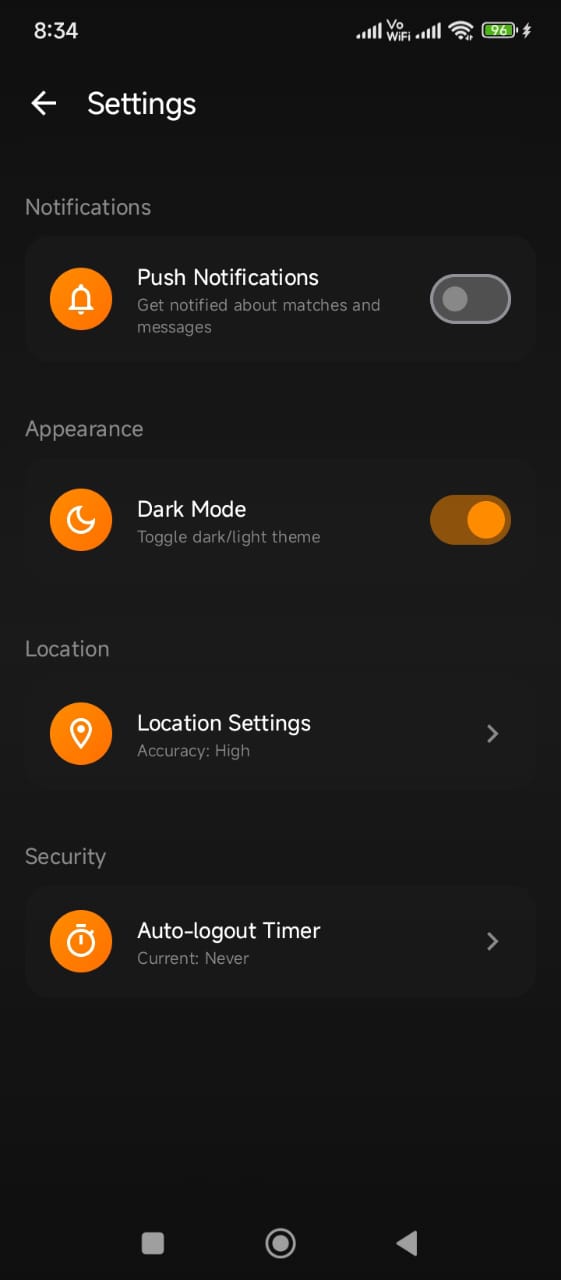 8:34
Vo
WiFi
96
Settings
Notifications
Push Notifications
Get notified about matches and
messages
Appearance
Dark Mode
Toggle dark/light theme
Location
Location Settings
Accuracy: High
Security
Auto-logout Timer
Current: Never